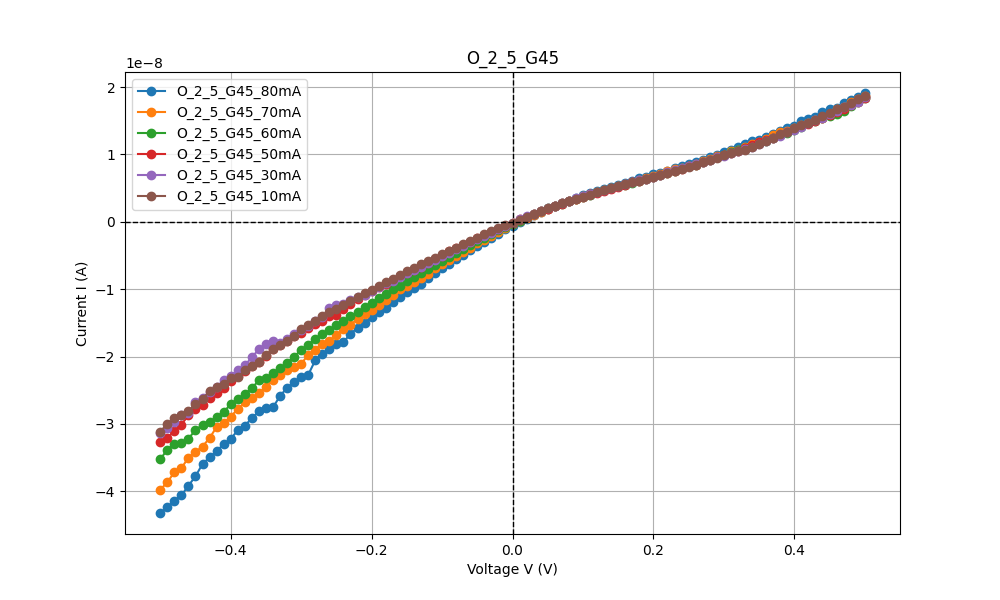 O_2_5_G45
1e−8
O_2_5_G45_80mA
O_2_5_G45_70mA
O_2_5_G45_60mA
O_2_5_G45_50mA
O_2_5_G45_30mA
O_2_5_G45_10mA
2
1
0
−1
−2
−3
−4
Current I (A)
−0.4
−0.2
0.0
0.2
0.4
Voltage V (V)